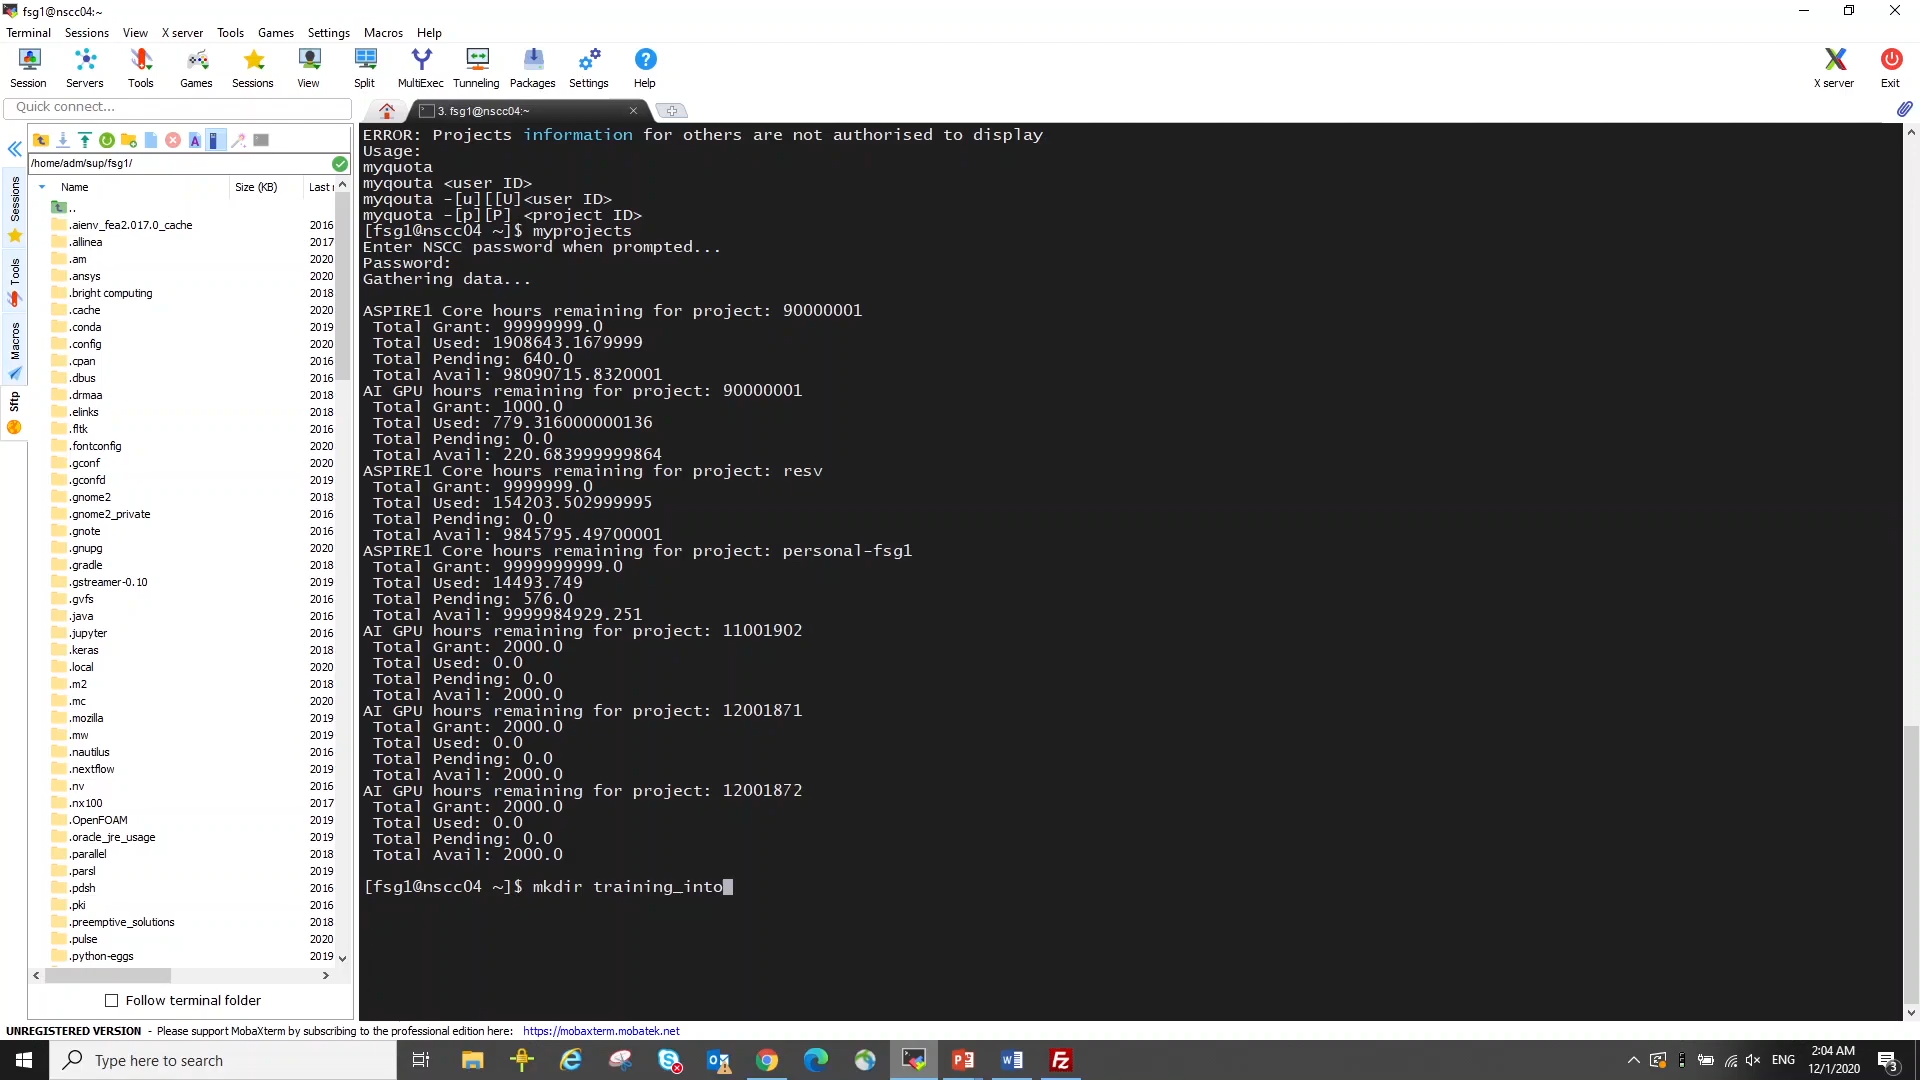 fsg1@nscc04:~
Terminal Sessions View X server Tools Games Settings Macros Help
Session Servers Tools Games Sessions View Split MultiExec Tunneling Packages Settings Help X server Exit
Quick connect...
3. fsg1@nscc04:~
/home/adm/sup/fsg1/
Name Size (KB) Last
..
.aienv_fea2.017.0_cache 2016
.allinea 2017
.am 2020
.ansys 2020
.bright computing 2018
.cache 2020
.conda 2019
.config 2020
.cpan 2016
.dbus 2016
.drmaa 2018
.elinks 2018
.fltk 2016
.fontconfig 2020
.gconf 2020
.gconfd 2020
.gnome2 2018
.gnome2_private 2016
.gnote 2016
.gnupg 2020
.gradle 2018
.gstreamer-0.10 2019
.gvfs 2016
.java 2016
.jupyter 2016
.keras 2018
.local 2020
.m2 2018
.mc 2020
.mozilla 2019
.mw 2019
.nautilus 2016
.nextflow 2019
.nv 2016
.nx100 2017
.OpenFOAM 2019
.oracle_jre_usage 2019
.parallel 2018
.parsl 2019
.pdsh 2016
.pki 2016
.preemptive_solutions 2018
.pulse 2020
.python-eggs 2019
Follow terminal folder
Sessions
Tools
Macros
Sftp
ERROR: Projects information for others are not authorised to display
Usage:
myquota
myqouta <user ID>
myqouta -[u][[U]<user ID>
myquota -[p][P] <project ID>
[fsg1@nscc04 ~]$ myprojects
Enter NSCC password when prompted...
Password:
Gathering data...
ASPIRE1 Core hours remaining for project: 90000001
Total Grant: 99999999.0
Total Used: 1908643.1679999
Total Pending: 640.0
Total Avail: 98090715.8320001
AI GPU hours remaining for project: 90000001
Total Grant: 1000.0
Total Used: 779.316000000136
Total Pending: 0.0
Total Avail: 220.683999999864
ASPIRE1 Core hours remaining for project: resv
Total Grant: 9999999.0
Total Used: 154203.502999995
Total Pending: 0.0
Total Avail: 9845795.49700001
ASPIRE1 Core hours remaining for project: personal-fsg1
Total Grant: 9999999999.0
Total Used: 14493.749
Total Pending: 576.0
Total Avail: 9999984929.251
AI GPU hours remaining for project: 11001902
Total Grant: 2000.0
Total Used: 0.0
Total Pending: 0.0
Total Avail: 2000.0
AI GPU hours remaining for project: 12001871
Total Grant: 2000.0
Total Used: 0.0
Total Pending: 0.0
Total Avail: 2000.0
AI GPU hours remaining for project: 12001872
Total Grant: 2000.0
Total Used: 0.0
Total Pending: 0.0
Total Avail: 2000.0
[fsg1@nscc04 ~]$ mkdir training_into
UNREGISTERED VERSION - Please support MobaXterm by subscribing to the professional edition here: https://mobaxterm.mobatek.net
Type here to search
ENG
2:04 AM
12/1/2020
3